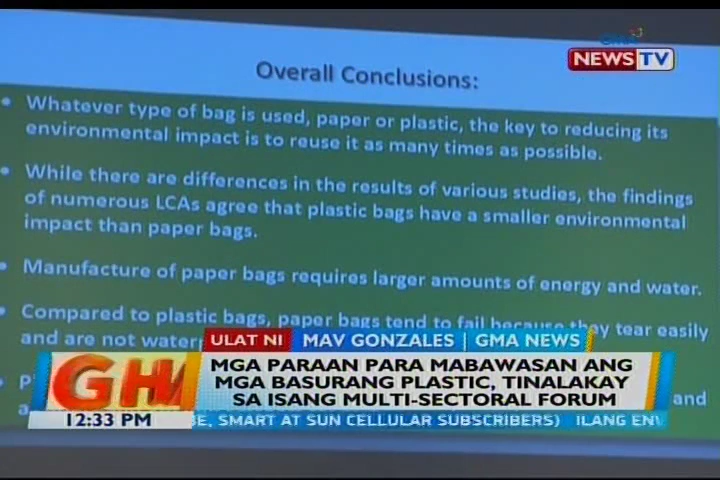 GMA
NEWS TV
Overall Conclusions:
• Whatever type of bag is used, paper or plastic, the key to reducing its
environmental impact is to reuse it as many times as possible.
• While there are differences in the results of various studies, the findings
of numerous LCAs agree that plastic bags have a smaller environmental
impact than paper bags.
• Manufacture of paper bags requires larger amounts of energy and water.
• Compared to plastic bags, paper bags tend to fail because they tear easily
and are not
and
ULAT NI MAV GONZALES | GMA NEWS
MGA PARAAN PARA MABAWASAN ANG
MGA BASURANG PLASTIC, TINALAKAY
SA ISANG MULTI-SECTORAL FORUM
12:33 PM
BE, SMART AT SUN CELLULAR SUBSCRIBERS) ILANG